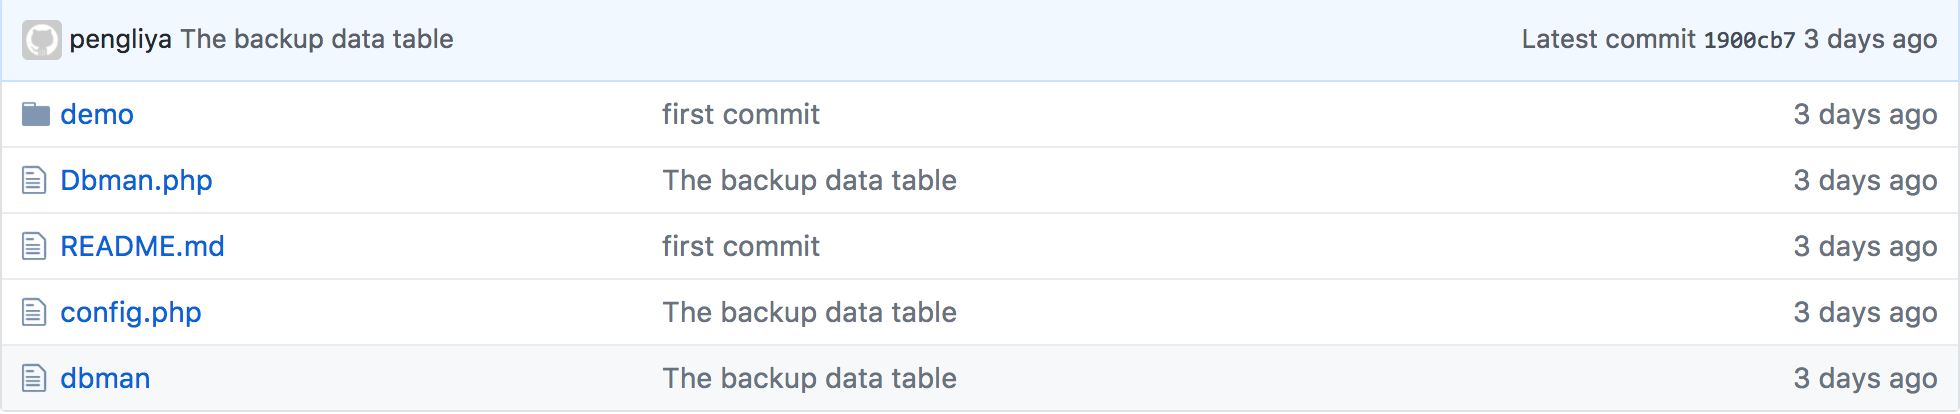 pengliya The backup data table Latest commit 1900cb7 3 days ago
demo first commit 3 days ago
Dbman.php The backup data table 3 days ago
README.md first commit 3 days ago
config.php The backup data table 3 days ago
dbman The backup data table 3 days ago